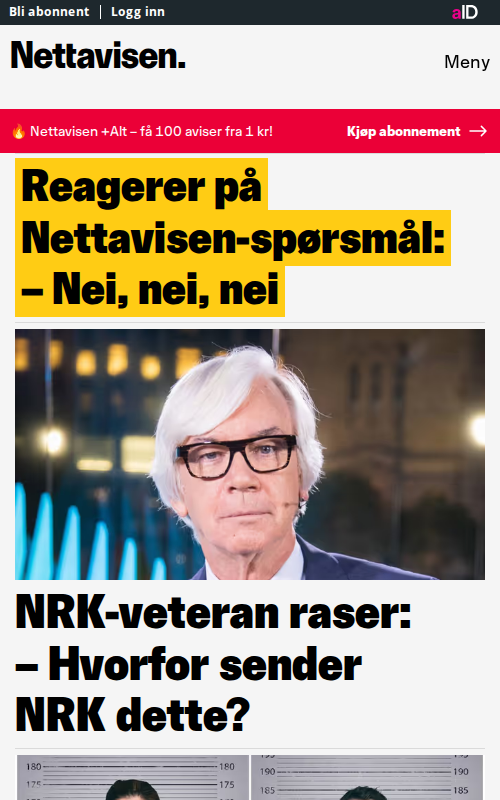 Bli abonnent | Logg inn
aID
Nettavisen.
Meny
🔥 Nettavisen +Alt – få 100 aviser fra 1 kr!
Kjøp abonnement →
Reagerer på
Nettavisen-spørsmål:
– Nei, nei, nei
NRK-veteran raser:
– Hvorfor sender
NRK dette?
180 180 195 145
175 190 190
185 185